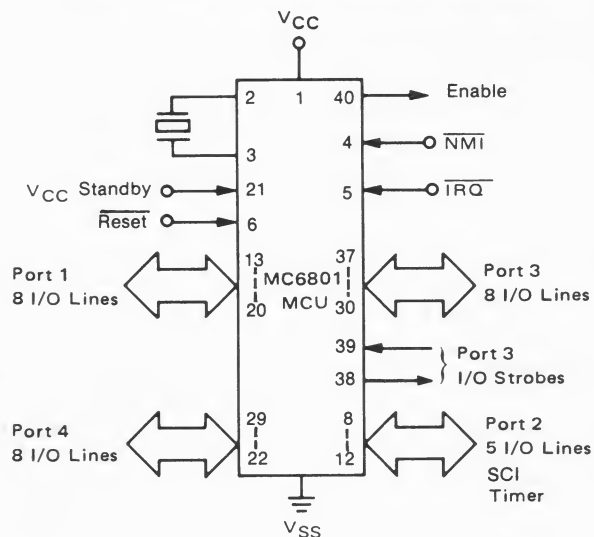 VCC
2 1 40 Enable
4 NMI
3
VCC Standby 21 5 IRQ
Reset 6
13 37
Port 1 MC6801 Port 3
8 I/O Lines MCU 8 I/O Lines
20 30
39 Port 3
38 I/O Strobes
29 8
Port 4 Port 2
8 I/O Lines 5 I/O Lines
22 12
SCI
Timer
VSS